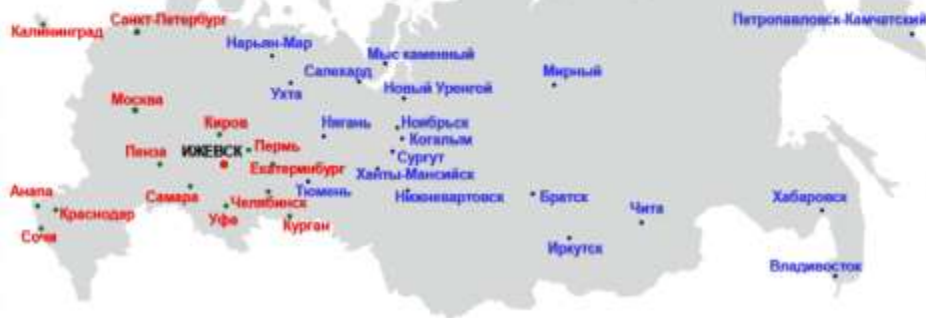 Санкт-Петербург
Петропавловск-Камчатский
Калининград
Нарьян-Мар
Мыс каменный
Салехард
Мирный
Ухта
Новый Уренгой
Москва
Киров
Нягань
Ноябрьск
Когалым
Пенза
ИЖЕВСК
Пермь
Сургут
Екатеринбург
Ханты-Мансийск
Анапа
Самара
Челябинск
Тюмень
Нижневартовск
Братск
Хабаровск
Краснодар
Уфа
Курган
Чита
Сочи
Иркутск
Владивосток